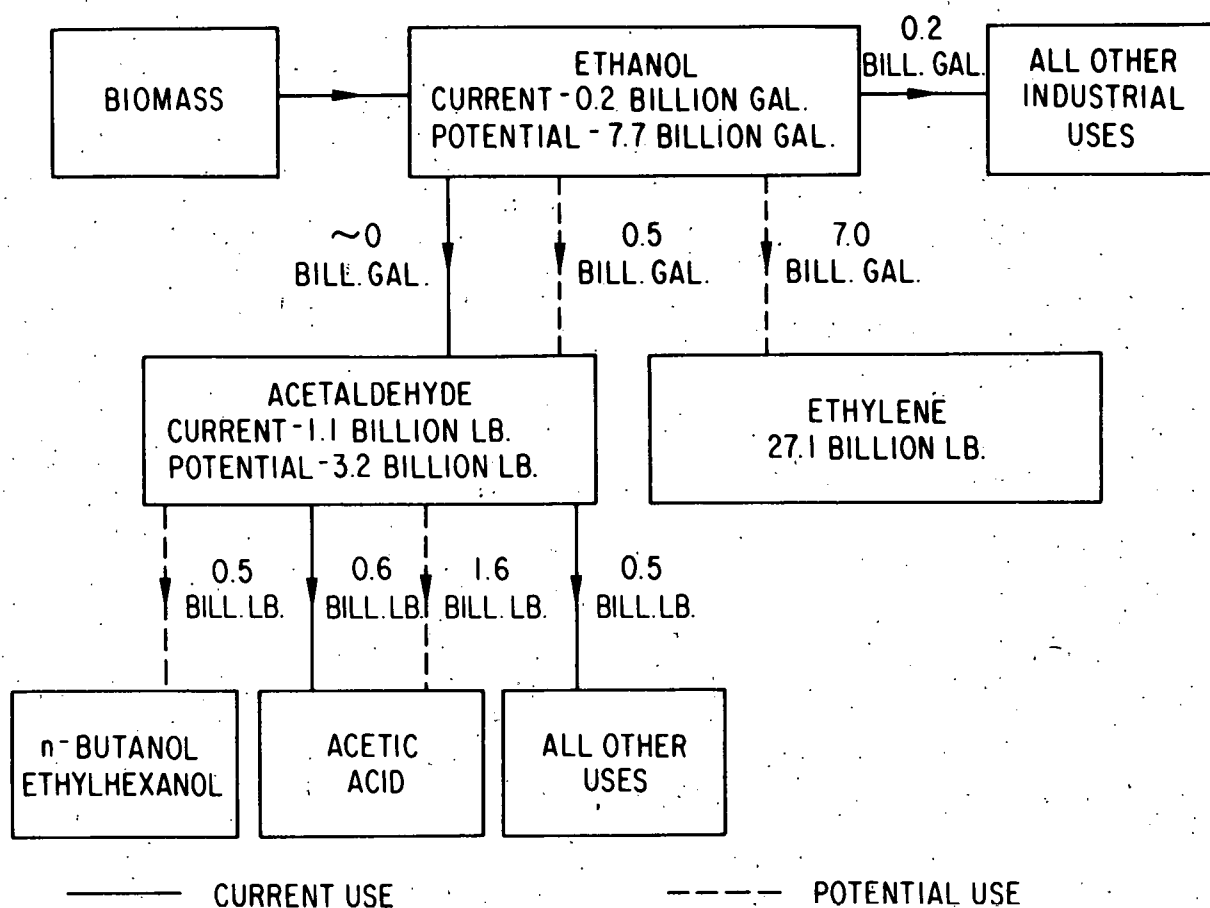 BIOMASS
ETHANOL
CURRENT - 0.2 BILLION GAL.
POTENTIAL - 7.7 BILLION GAL.
0.2
BILL. GAL.
ALL OTHER
INDUSTRIAL
USES
~0
BILL. GAL.
0.5
BILL. GAL.
7.0
BILL. GAL.
ACETALDEHYDE
CURRENT - 1.1 BILLION LB.
POTENTIAL - 3.2 BILLION LB.
ETHYLENE
27.1 BILLION LB.
0.5
BILL. LB.
0.6
BILL. LB.
1.6
BILL. LB.
0.5
BILL. LB.
n-BUTANOL
ETHYLHEXANOL
ACETIC
ACID
ALL OTHER
USES
CURRENT USE
POTENTIAL USE